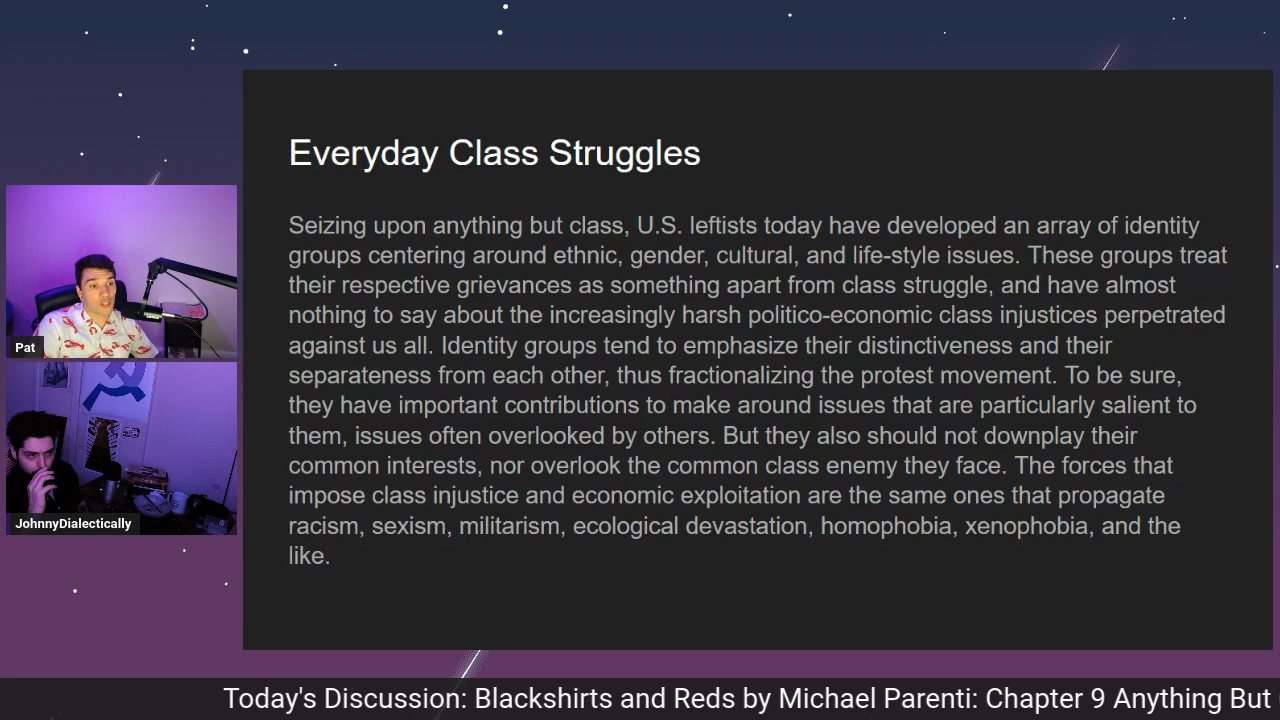 Everyday Class Struggles
Seizing upon anything but class, U.S. leftists today have developed an array of identity
groups centering around ethnic, gender, cultural, and life-style issues. These groups treat
their respective grievances as something apart from class struggle, and have almost
nothing to say about the increasingly harsh politico-economic class injustices perpetrated
against us all. Identity groups tend to emphasize their distinctiveness and their
separateness from each other, thus fractionalizing the protest movement. To be sure,
they have important contributions to make around issues that are particularly salient to
them, issues often overlooked by others. But they also should not downplay their
common interests, nor overlook the common class enemy they face. The forces that
impose class injustice and economic exploitation are the same ones that propagate
racism, sexism, militarism, ecological devastation, homophobia, xenophobia, and the
like.
Pat
JohnnyDialectically
Today's Discussion: Blackshirts and Reds by Michael Parenti: Chapter 9 Anything But